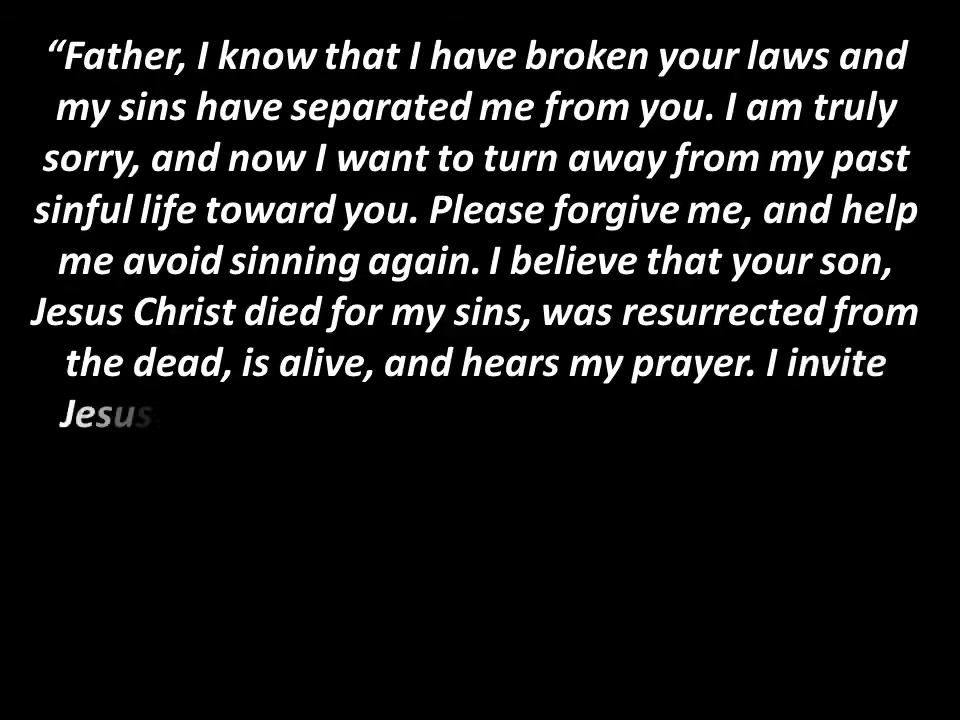 “Father, I know that I have broken your laws and
my sins have separated me from you. I am truly
sorry, and now I want to turn away from my past
sinful life toward you. Please forgive me, and help
me avoid sinning again. I believe that your son,
Jesus Christ died for my sins, was resurrected from
the dead, is alive, and hears my prayer. I invite
Jesus